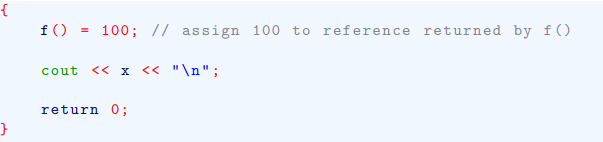 {
f() = 100; // assign 100 to reference returned by f()
cout << x << "\n";
return 0;
}